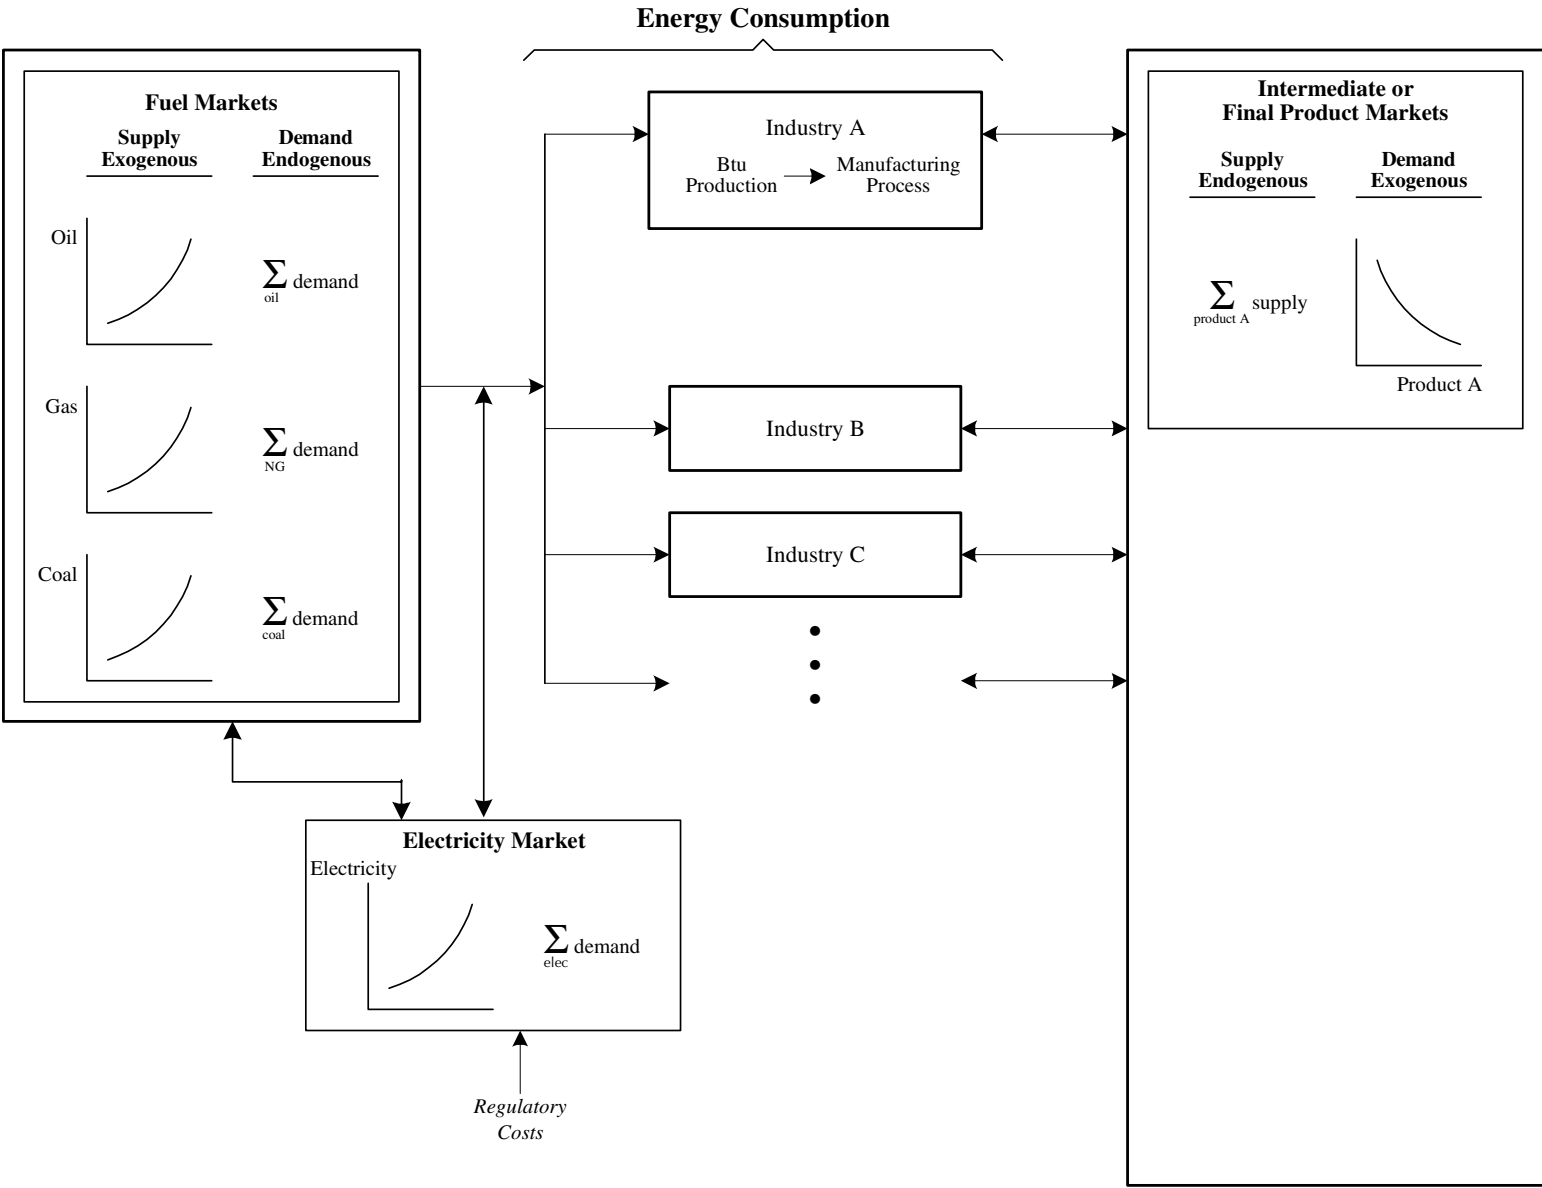 Energy Consumption
Fuel Markets
Supply
Exogenous
Demand
Endogenous
Oil
∑ demand
oil
Gas
∑ demand
NG
Coal
∑ demand
coal
Industry A
Btu
Production
Manufacturing
Process
Industry B
Industry C
Intermediate or
Final Product Markets
Supply
Endogenous
Demand
Exogenous
∑ supply
product A
Product A
Electricity Market
Electricity
∑ demand
elec
Regulatory
Costs